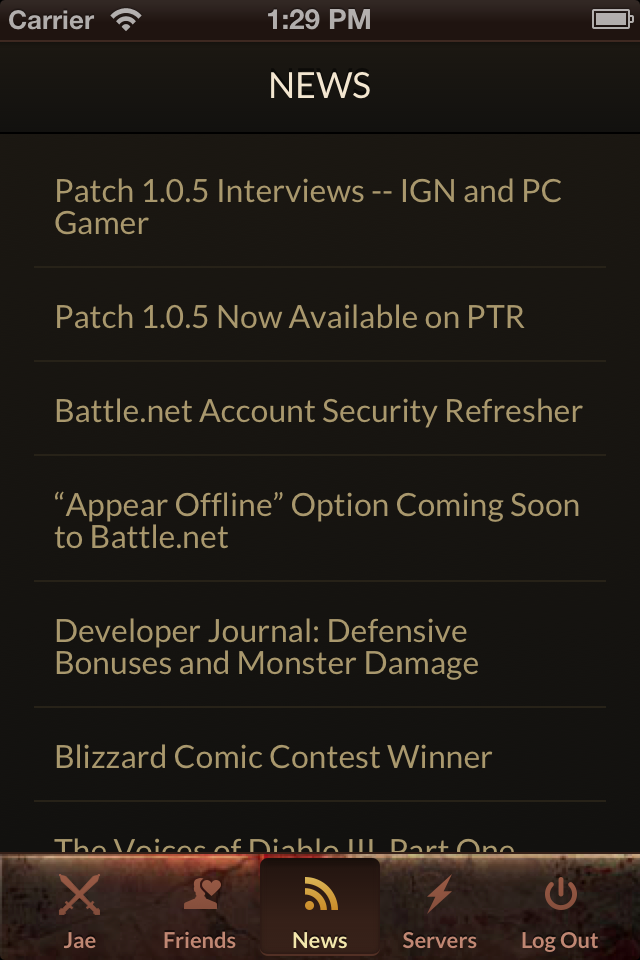 Carrier 1:29 PM
NEWS
Patch 1.0.5 Interviews -- IGN and PC
Gamer
Patch 1.0.5 Now Available on PTR
Battle.net Account Security Refresher
“Appear Offline” Option Coming Soon
to Battle.net
Developer Journal: Defensive
Bonuses and Monster Damage
Blizzard Comic Contest Winner
The Voices of Diablo III, Part One
Jae Friends News Servers Log Out